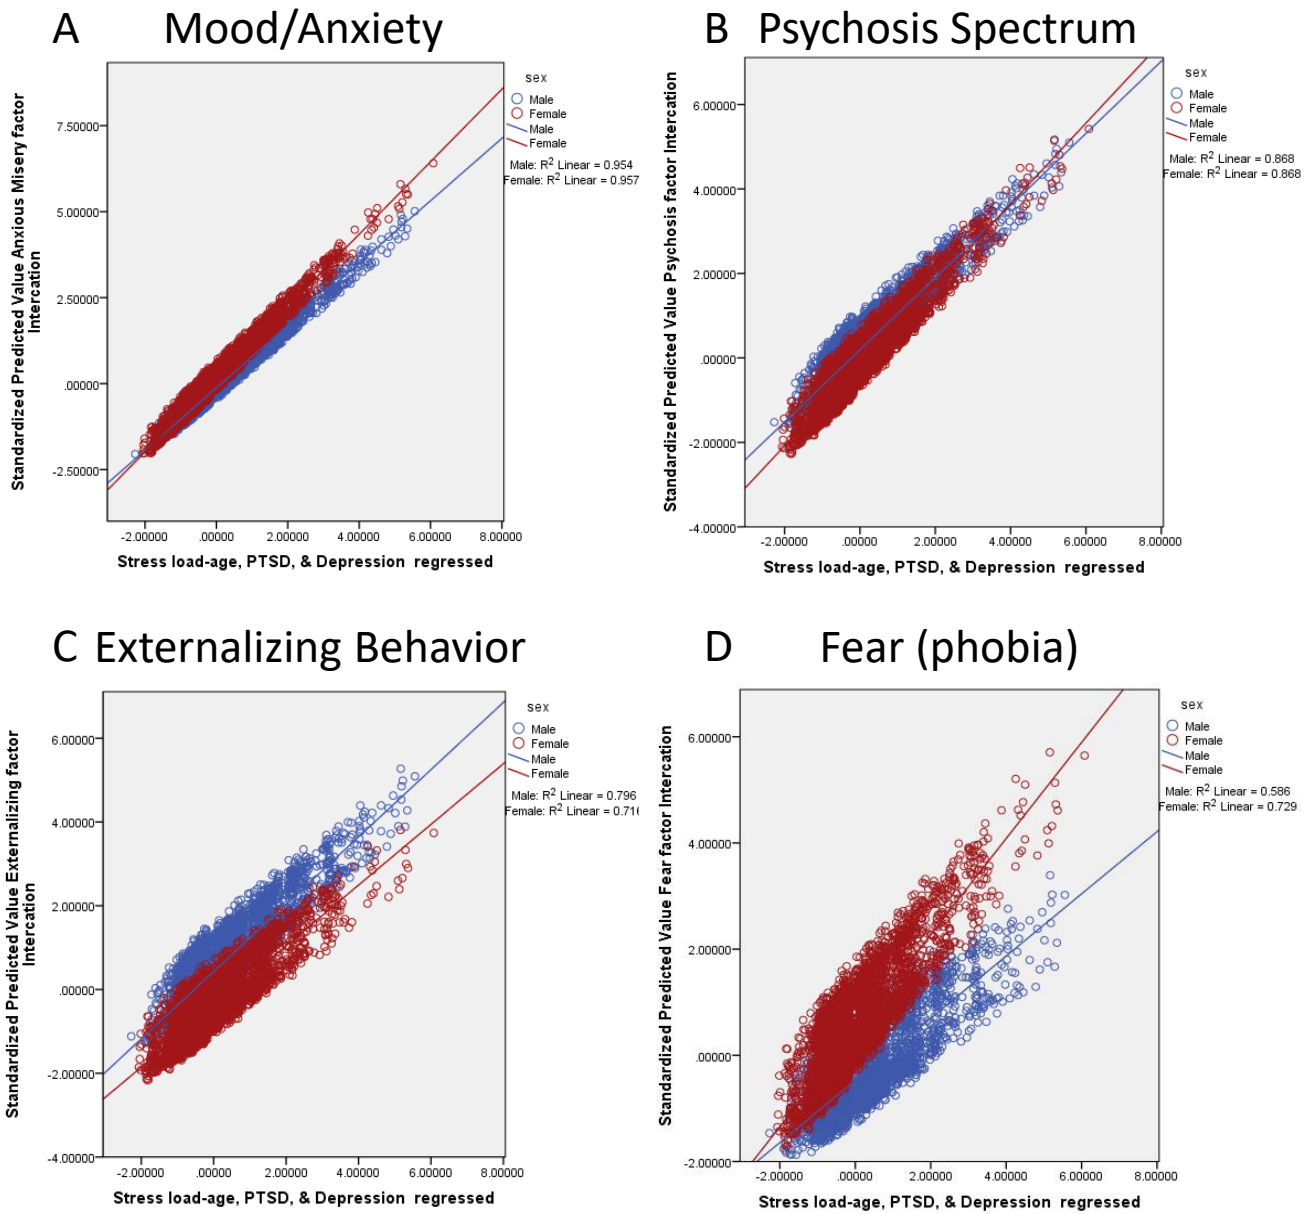 A Mood/Anxiety
Standardized Predicted Value Anxious Misery factor
Intercation
7.50000
5.00000
2.50000
.00000
-2.50000
-2.00000 .00000 2.00000 4.00000 6.00000 8.00000
Stress load-age, PTSD, & Depression regressed
sex
Male
Female
Male
Female
Male: R2 Linear = 0.954
Female: R2 Linear = 0.957
B Psychosis Spectrum
Standardized Predicted Value Psychosis factor Intercation
6.00000
4.00000
2.00000
.00000
-2.00000
-4.00000
-2.00000 .00000 2.00000 4.00000 6.00000 8.00000
Stress load-age, PTSD, & Depression regressed
sex
Male
Female
Male
Female
Male: R2 Linear = 0.868
Female: R2 Linear = 0.868
C Externalizing Behavior
Standardized Predicted Value Externalizing factor
Intercation
6.00000
4.00000
2.00000
.00000
-2.00000
-4.00000
-2.00000 .00000 2.00000 4.00000 6.00000 8.00000
Stress load-age, PTSD, & Depression regressed
sex
Male
Female
Male
Female
Male: R2 Linear = 0.796
Female: R2 Linear =
D Fear (phobia)
Standardized Predicted Value Fear factor Intercation
6.00000
4.00000
2.00000
.00000
-2.00000
-2.00000 .00000 2.00000 4.00000 6.00000 8.00000
Stress load-age, PTSD, & Depression regressed
sex
Male
Female
Male
Female
Male: R2 Linear = 0.586
Female: R2 Linear = 0.729